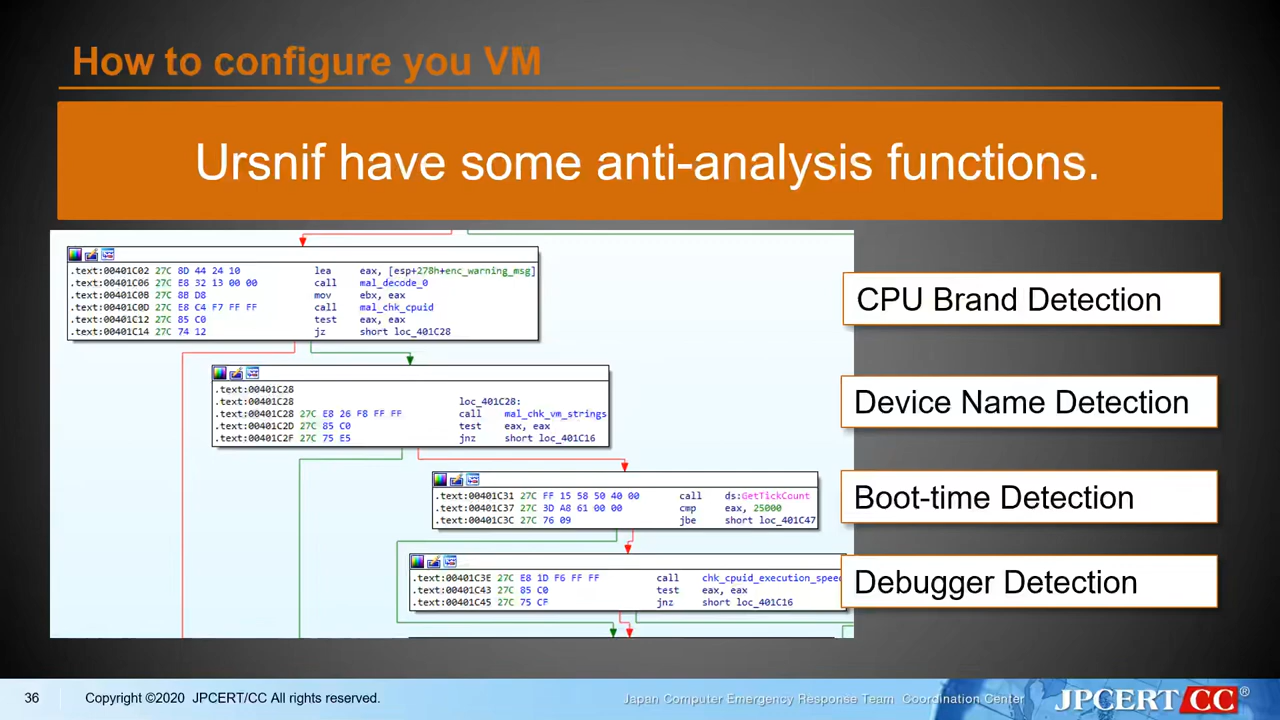 How to configure you VM
Ursnif have some anti-analysis functions.
.text:00401C02 27C 8D 44 24 10 lea eax, [esp+278h+enc_warning_msg]
.text:00401C06 27C E8 32 13 00 00 call mal_decode_0
.text:00401C0B 27C 8B D8 mov ebx, eax
.text:00401C0D 27C E8 C4 F7 FF FF call mal_chk_cpuid
.text:00401C12 27C 85 C0 test eax, eax
.text:00401C14 27C 74 12 jz short loc_401C28
CPU Brand Detection
.text:00401C28
.text:00401C28 loc_401C28:
.text:00401C28 27C E8 26 F8 FF FF call mal_chk_vm_strings
.text:00401C2D 27C 85 C0 test eax, eax
.text:00401C2F 27C 75 E5 jnz short loc_401C16
Device Name Detection
.text:00401C31 27C FF 15 58 50 40 00 call ds:GetTickCount
.text:00401C37 27C 3D A8 61 00 00 cmp eax, 25000
.text:00401C3C 27C 76 09 jbe short loc_401C47
Boot-time Detection
.text:00401C3E 27C E8 1D F6 FF FF call chk_cpuid_execution_spee
.text:00401C43 27C 85 C0 test eax, eax
.text:00401C45 27C 75 CF jnz short loc_401C16
Debugger Detection
36
Copyright ©2020 JPCERT/CC All rights reserved.
Japan Computer Emergency Response Team Coordination Center
JPCERT CC®